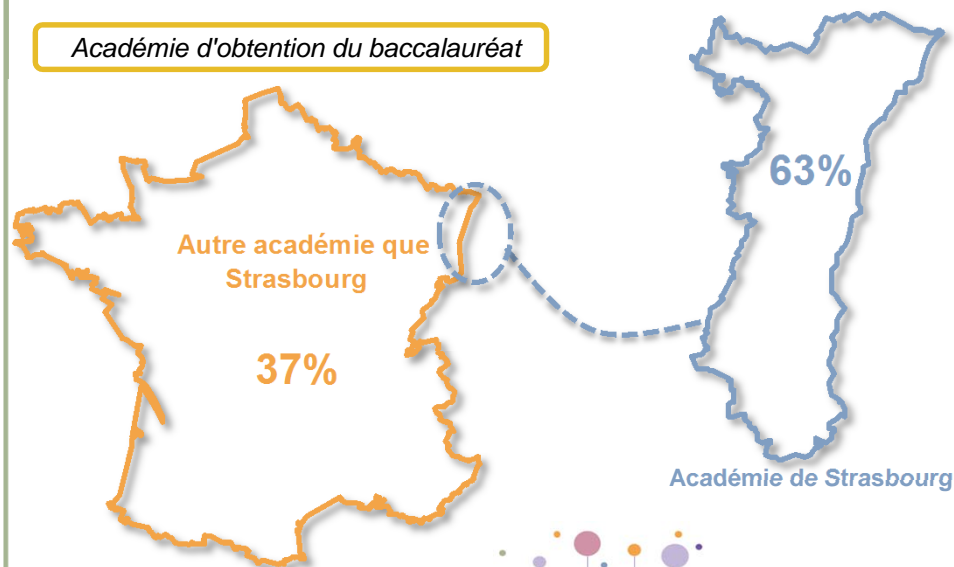 Académie d'obtention du baccalauréat
63%
Autre académie que
Strasbourg
37%
Académie de Strasbourg